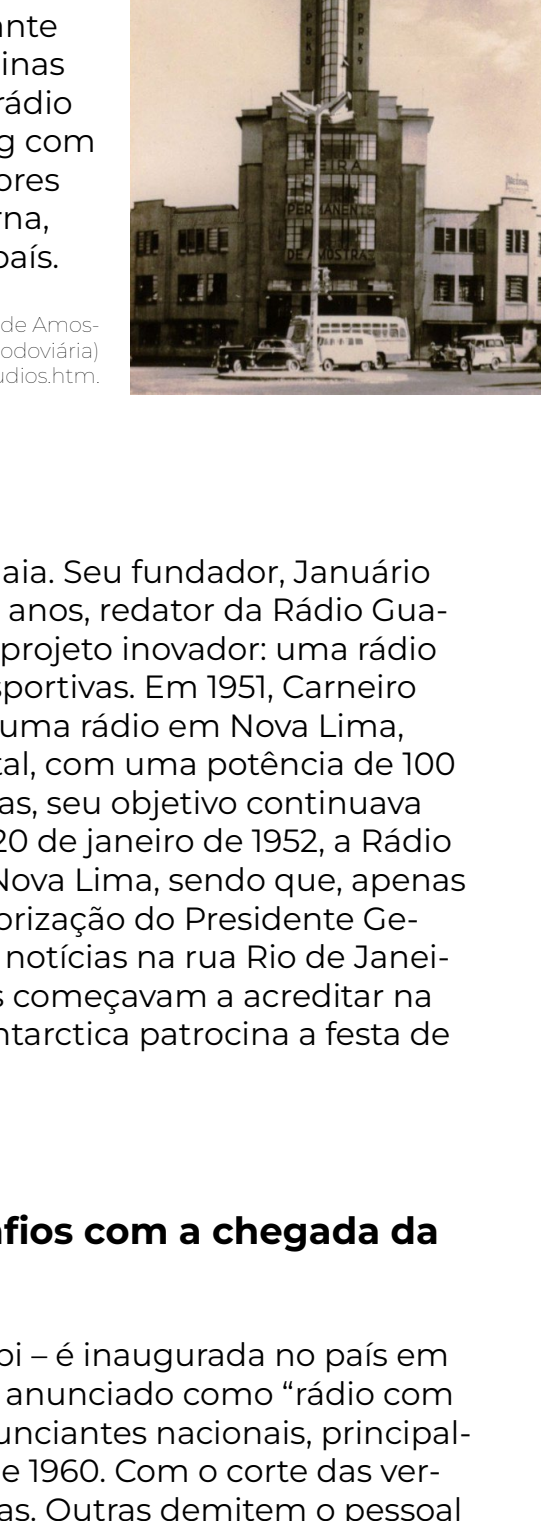 ante
inas
rádio
g com
ores
rna,
país.
de Amos-
odoviária)
udios.htm.
PRK9
FEIRA
PERMANENTE
DE AMOSTRAS
aia. Seu fundador, Januário
anos, redator da Rádio Gua-
projeto inovador: uma rádio
sportivas. Em 1951, Carneiro
uma rádio em Nova Lima,
tal, com uma potência de 100
as, seu objetivo continuava
20 de janeiro de 1952, a Rádio
Nova Lima, sendo que, apenas
orização do Presidente Ge-
notícias na rua Rio de Janei-
s começavam a acreditar na
ntarctica patrocina a festa de
afios com a chegada da
pi – é inaugurada no país em
anunciado como “rádio com
unciantes nacionais, principal-
e 1960. Com o corte das ver-
as. Outras demitem o pessoal